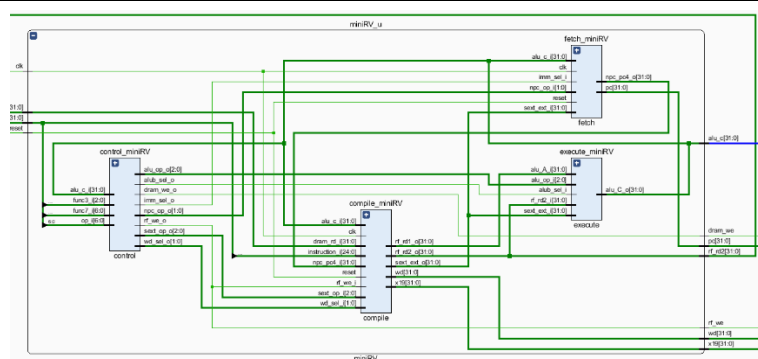 miniRV_u
fetch_miniRV
alu_c_i[31:0]
clk
imm_sel_i
npc_op_i[1:0]
reset
sext_ext_i[31:0]
npc_pc4_o[31:0]
pc[31:0]
fetch
clk
31:0]
31:0]
reset
control_miniRV
alu_c_i[31:0]
func3_i[2:0]
func7_i[6:0]
op_i[6:0]
alu_op_o[2:0]
alub_sel_o
dram_we_o
imm_sel_o
npc_op_o[1:0]
rf_we_o
sext_op_o[2:0]
wd_sel_o[1:0]
control
execute_miniRV
alu_A_i[31:0]
alu_op_i[2:0]
alub_sel_i
rf_rd2_i[31:0]
sext_ext_i[31:0]
alu_C_o[31:0]
execute
compile_miniRV
alu_c_i[31:0]
clk
dram_rd_i[31:0]
instruction_i[24:0]
npc_pc4_i[31:0]
reset
rf_we_i
sext_op_i[2:0]
wd_sel_i[1:0]
rf_rd1_o[31:0]
rf_rd2_o[31:0]
sext_ext_o[31:0]
wd[31:0]
x19[31:0]
compile
alu_c[31:0]
dram_we
pc[31:0]
rf_rd2[31:0]
rf_we
wd[31:0]
x19[31:0]
miniRV